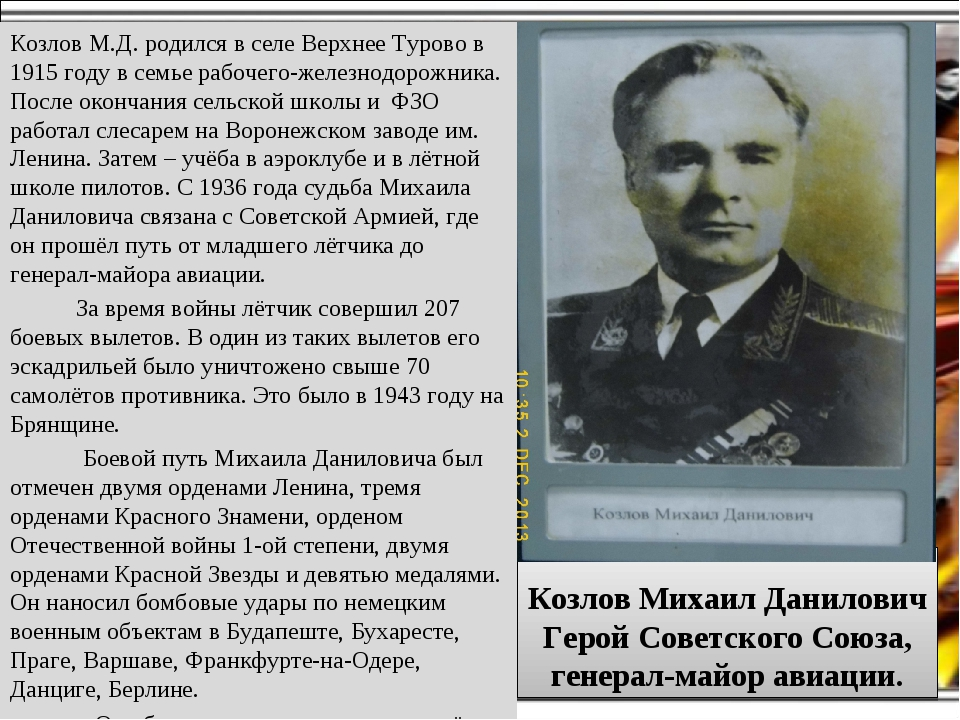 Козлов М.Д. родился в селе Верхнее Турово в
1915 году в семье рабочего-железнодорожника.
После окончания сельской школы и ФЗО
работал слесарем на Воронежском заводе им.
Ленина. Затем – учёба в аэроклубе и в лётной
школе пилотов. С 1936 года судьба Михаила
Даниловича связана с Советской Армией, где
он прошёл путь от младшего лётчика до
генерал-майора авиации.
За время войны лётчик совершил 207
боевых вылетов. В один из таких вылетов его
эскадрильей было уничтожено свыше 70
самолётов противника. Это было в 1943 году на
Брянщине.
Боевой путь Михаила Даниловича был
отмечен двумя орденами Ленина, тремя
орденами Красного Знамени, орденом
Отечественной войны 1-ой степени, двумя
орденами Красной Звезды и девятью медалями.
Он наносил бомбовые удары по немецким
военным объектам в Будапеште, Бухаресте,
Праге, Варшаве, Франкфурте-на-Одере,
Данциге, Берлине.
10:35 2 DEC 2013
Козлов Михаил Данилович
Козлов Михаил Данилович
Герой Советского Союза,
генерал-майор авиации.